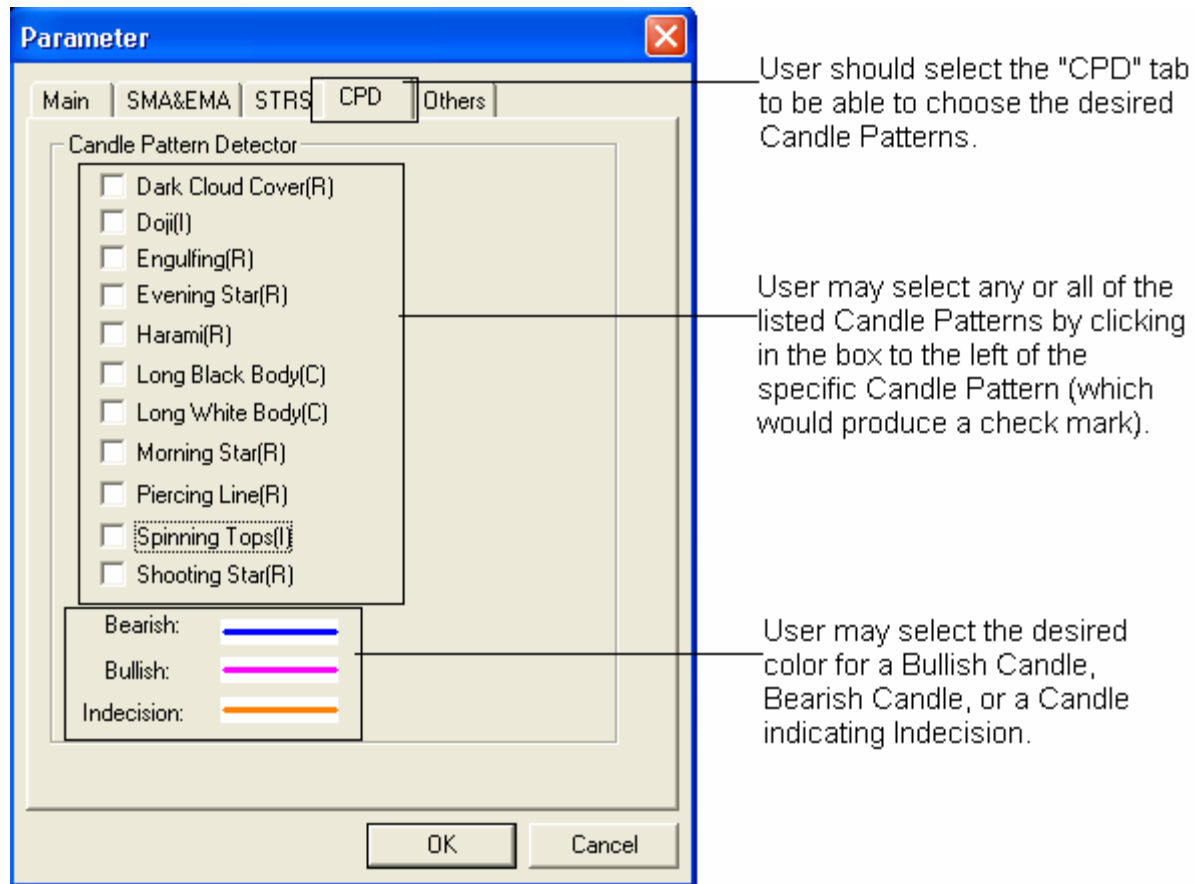 Parameter
Main SMA&EMA STRS CPD Others
User should select the "CPD" tab
to be able to choose the desired
Candle Patterns.
Candle Pattern Detector
Dark Cloud Cover(R)
Doji(I)
Engulfing(R)
Evening Star(R)
Harami(R)
Long Black Body(C)
Long White Body(C)
Morning Star(R)
Piercing Line(R)
Spinning Tops(I)
Shooting Star(R)
User may select any or all of the
listed Candle Patterns by clicking
in the box to the left of the
specific Candle Pattern (which
would produce a check mark).
Bearish:
Bullish:
Indecision:
User may select the desired
color for a Bullish Candle,
Bearish Candle, or a Candle
indicating Indecision.
OK Cancel